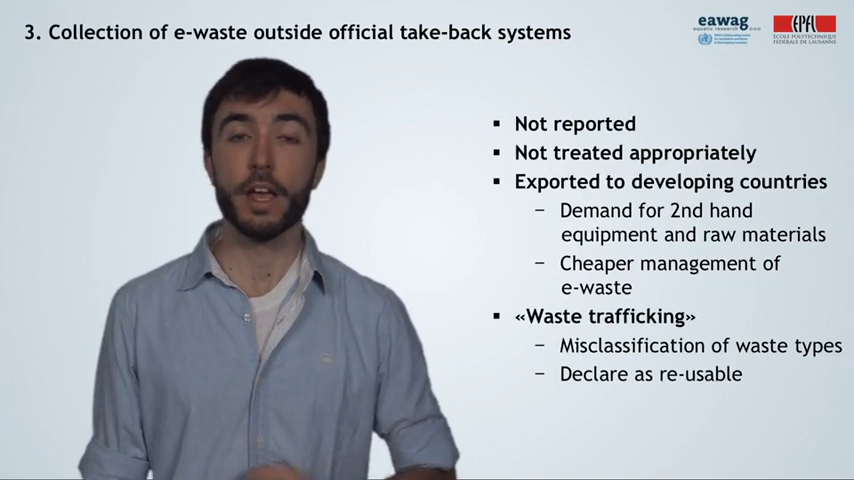 3. Collection of e-waste outside official take-back systems
eawag
aquatic research
EPFL
ECOLE POLYTECHNIQUE
FÉDÉRALE DE LAUSANNE
▪ Not reported
▪ Not treated appropriately
▪ Exported to developing countries
– Demand for 2nd hand
equipment and raw materials
– Cheaper management of
e-waste
▪ «Waste trafficking»
– Misclassification of waste types
– Declare as re-usable